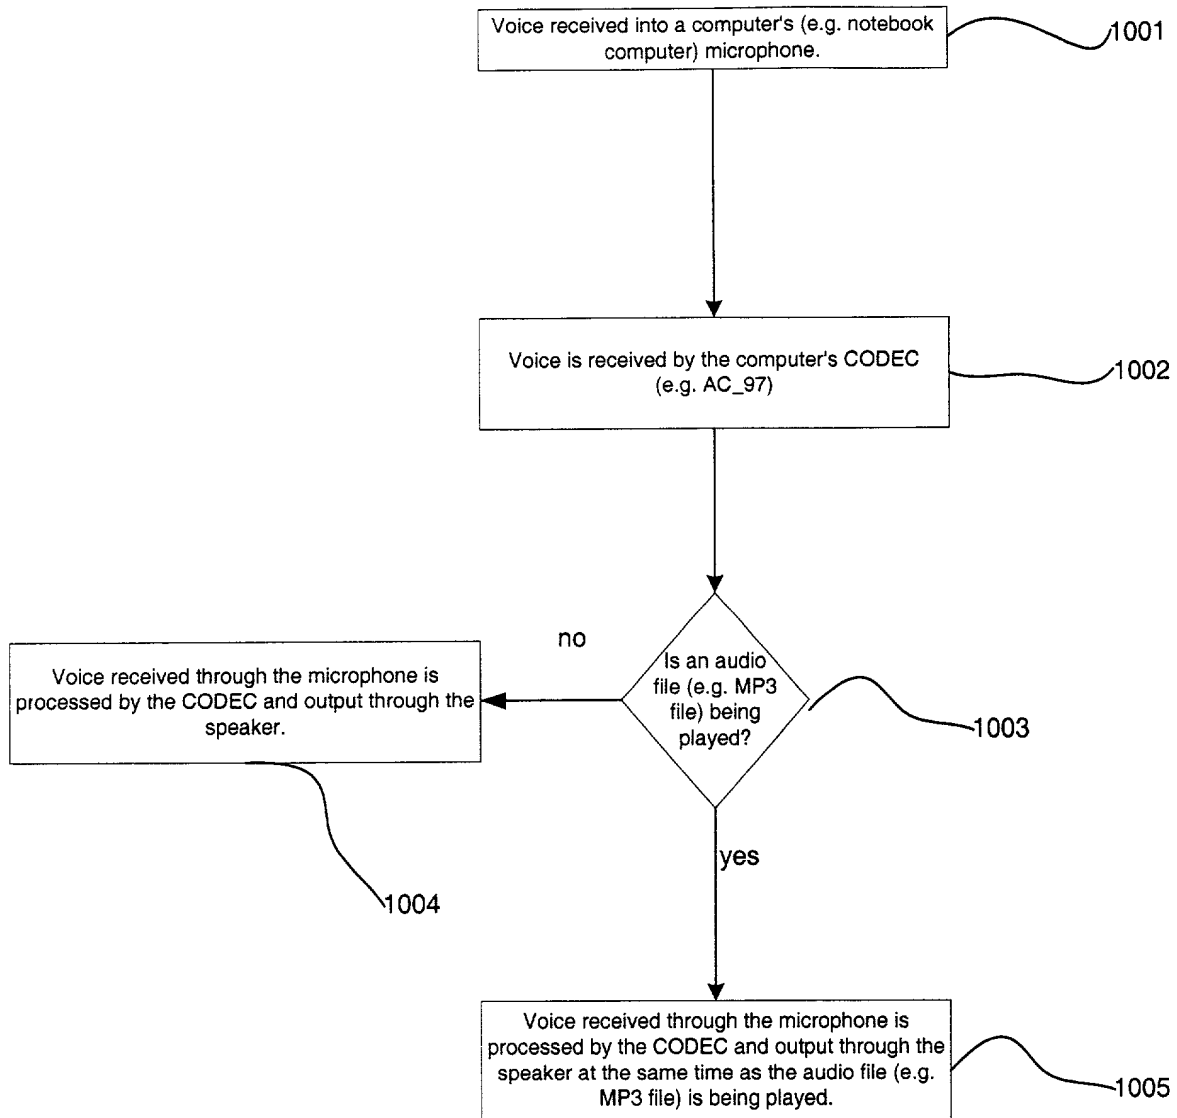 Voice received into a computer's (e.g. notebook
computer) microphone.
1001
Voice is received by the computer's CODEC
(e.g. AC_97)
1002
no
Is an audio
file (e.g. MP3
file) being
played?
1003
Voice received through the microphone is
processed by the CODEC and output through the
speaker.
1004
yes
Voice received through the microphone is
processed by the CODEC and output through the
speaker at the same time as the audio file (e.g.
MP3 file) is being played.
1005